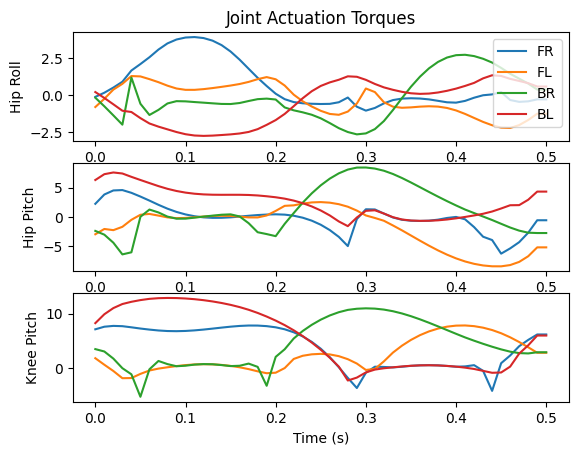 Joint Actuation Torques
Hip Roll
2.5
0.0
−2.5
FR
FL
BR
BL
0.0 0.1 0.2 0.3 0.4 0.5
Hip Pitch
5
0
−5
0.0 0.1 0.2 0.3 0.4 0.5
Knee Pitch
10
0
0.0 0.1 0.2 0.3 0.4 0.5
Time (s)